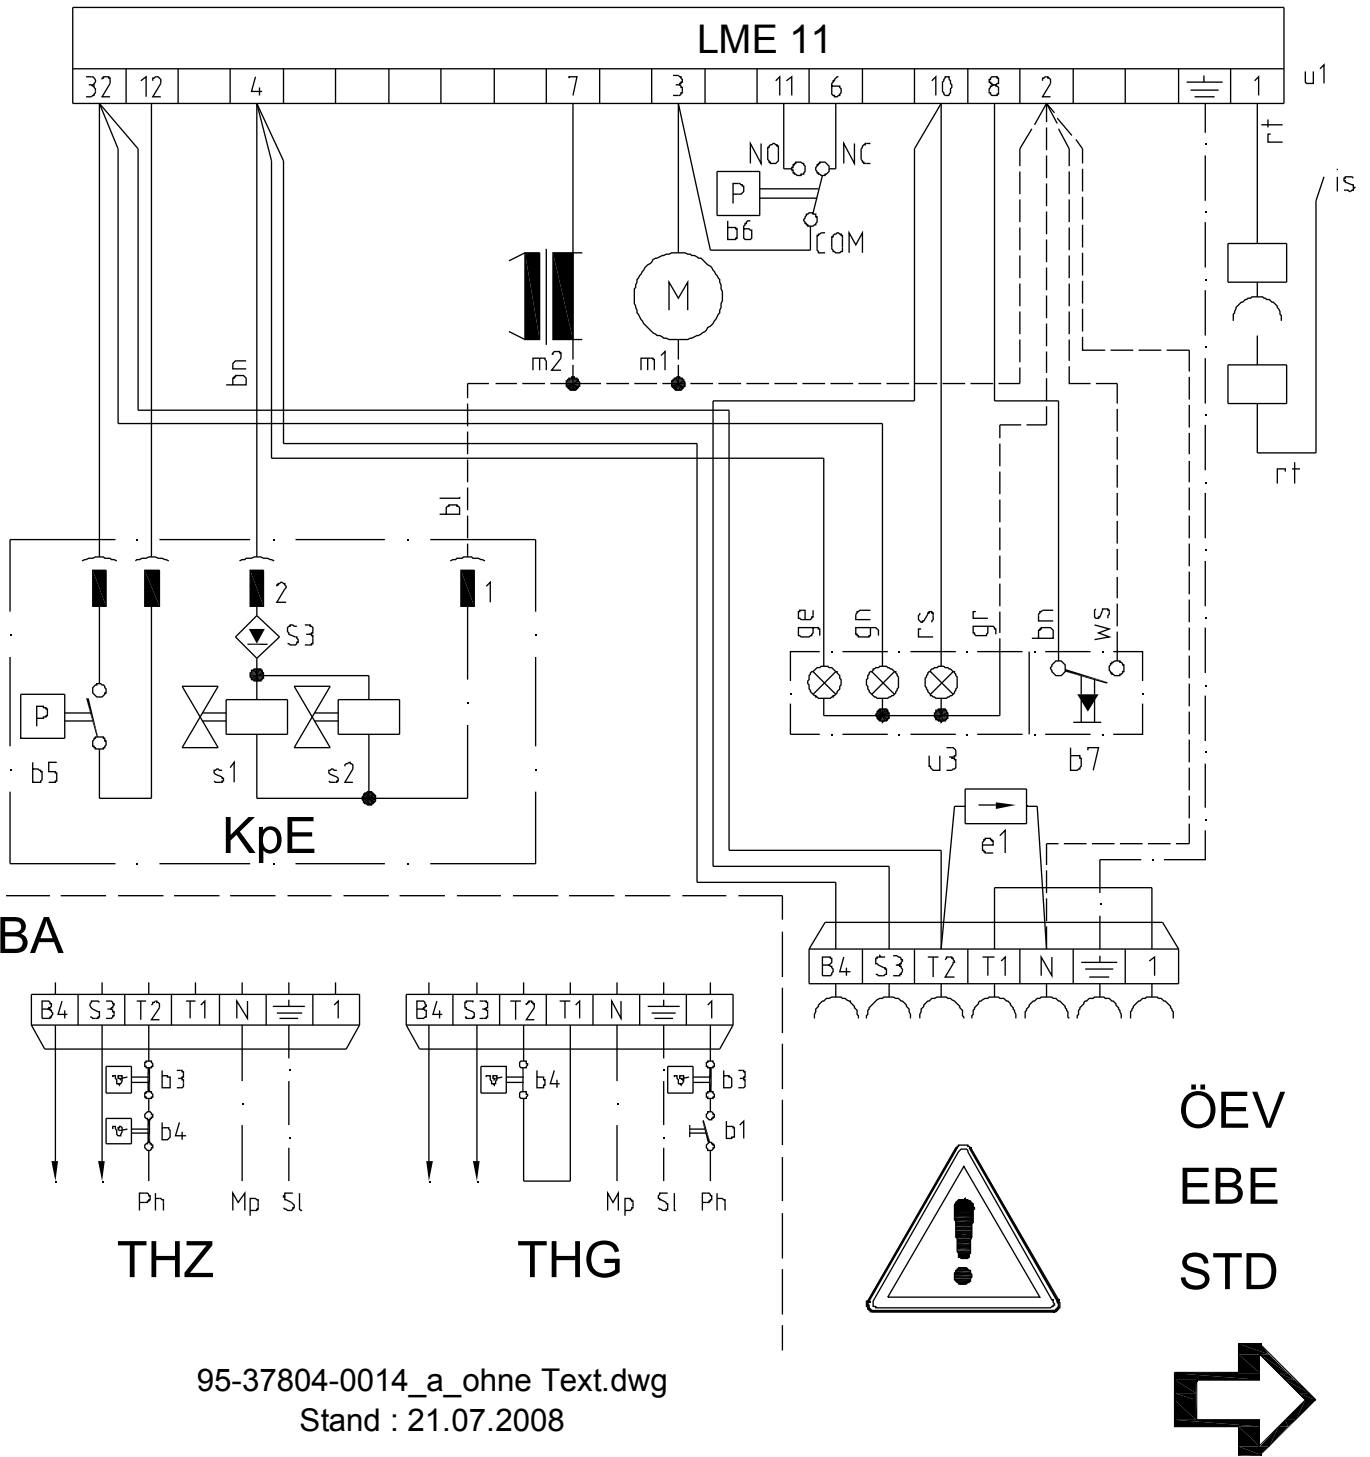 LME 11
32 12 4 7 3 11 6 10 8 2 1 u1
rt
NO NC
is
P
b6
COM
M
m2 m1
bn
rt
bl
2 1
S3
ge gn rs gr bn ws
P
b5 s1 s2
u3 b7
KpE
e1
BA
B4 S3 T2 T1 N 1
B4 S3 T2 T1 N 1
B4 S3 T2 T1 N 1
ϑ b3
ϑ b4
ϑ b4
ϑ b3
b1
Ph Mp Sl
Mp Sl Ph
THZ THG
ÖEV
EBE
STD
!
95-37804-0014_a_ohne Text.dwg
Stand : 21.07.2008